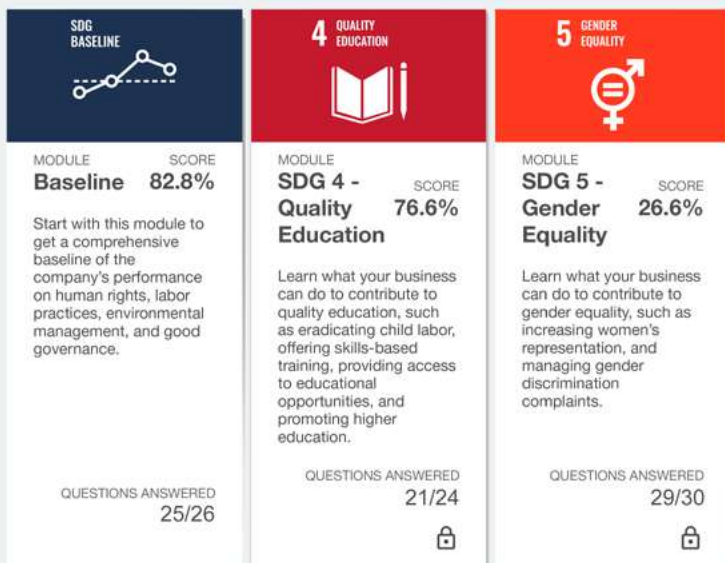 SDG
BASELINE
MODULE SCORE
Baseline 82.8%
Start with this module to
get a comprehensive
baseline of the
company's performance
on human rights, labor
practices, environmental
management, and good
governance.
QUESTIONS ANSWERED
25/26
4 QUALITY
EDUCATION
MODULE
SDG 4 -
Quality
Education
SCORE
76.6%
Learn what your business
can do to contribute to
quality education, such
as eradicating child labor,
offering skills-based
training, providing access
to educational
opportunities, and
promoting higher
education.
QUESTIONS ANSWERED
21/24
5 GENDER
EQUALITY
MODULE
SDG 5 -
Gender
Equality
SCORE
26.6%
Learn what your business
can do to contribute to
gender equality, such as
increasing women's
representation, and
managing gender
discrimination
complaints.
QUESTIONS ANSWERED
29/30